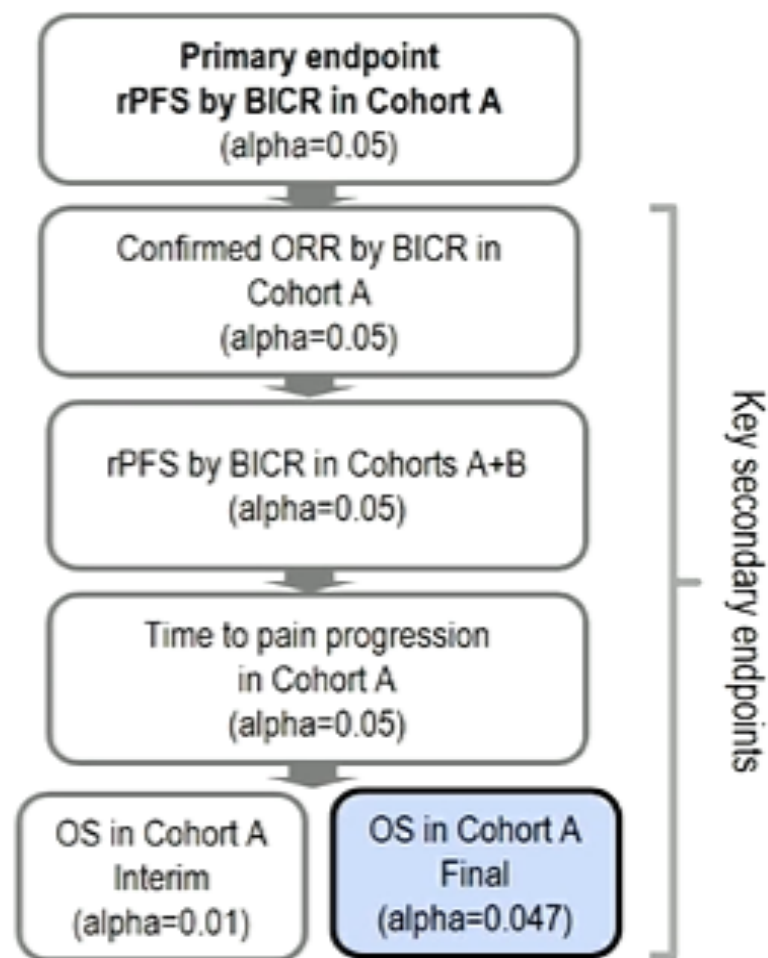 Primary endpoint
rPFS by BICR in Cohort A
(alpha=0.05)
Confirmed ORR by BICR in
Cohort A
(alpha=0.05)
rPFS by BICR in Cohorts A+B
(alpha=0.05)
Time to pain progression
in Cohort A
(alpha=0.05)
OS in Cohort A
Interim
(alpha=0.01)
OS in Cohort A
Final
(alpha=0.047)
Key secondary endpoints